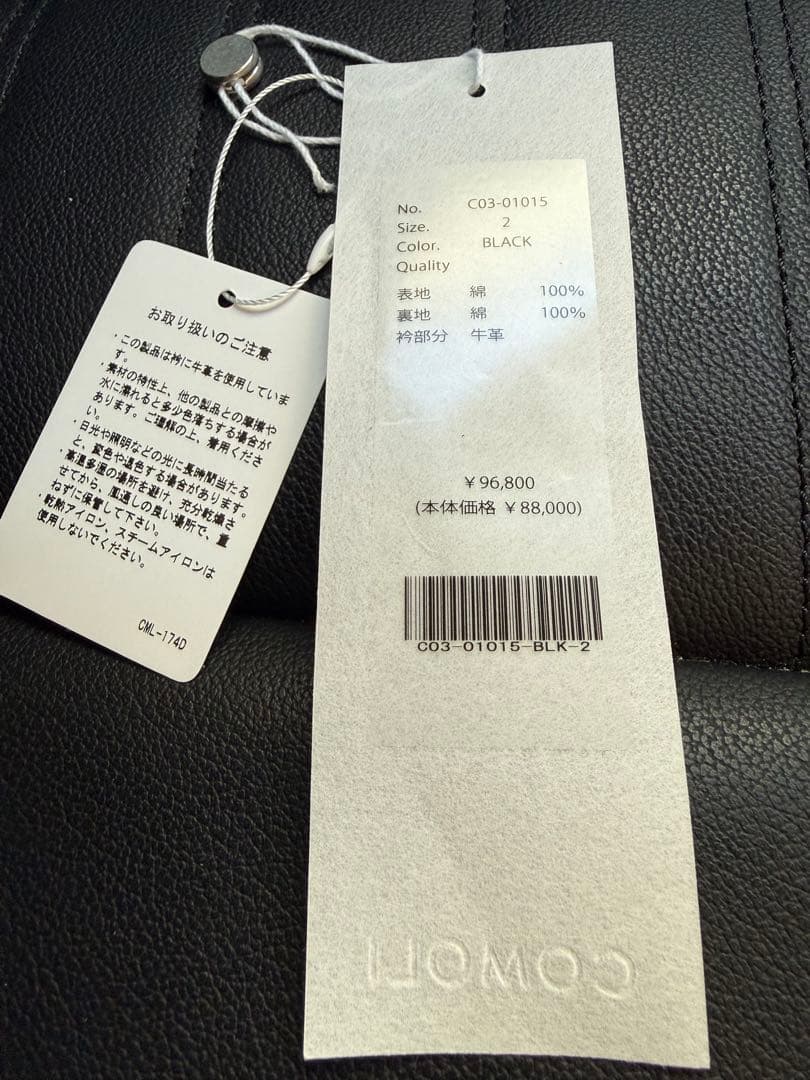 お取り扱いのご注意
・この製品は衿に牛革を使用していま
す。
・素材の特性上、他の製品との摩擦や
水に濡れると多少色落ちする場合が
あります。ご理解の上、着用くださ
い。
・日光や照明などの光に長時間当たる
と、変色や退色する場合があります。
・高温多湿の場所を避け、充分乾燥さ
せてから、風通しの良い場所で、重
ねずに保管して下さい。
・乾熱アイロン、スチームアイロンは
使用しないでください。
CML-174D
No. C03-01015
Size. 2
Color. BLACK
Quality
表地 綿 100%
裏地 綿 100%
衿部分 牛革
￥96,800
(本体価格 ￥88,000)
C03-01015-BLK-2
COMOLI